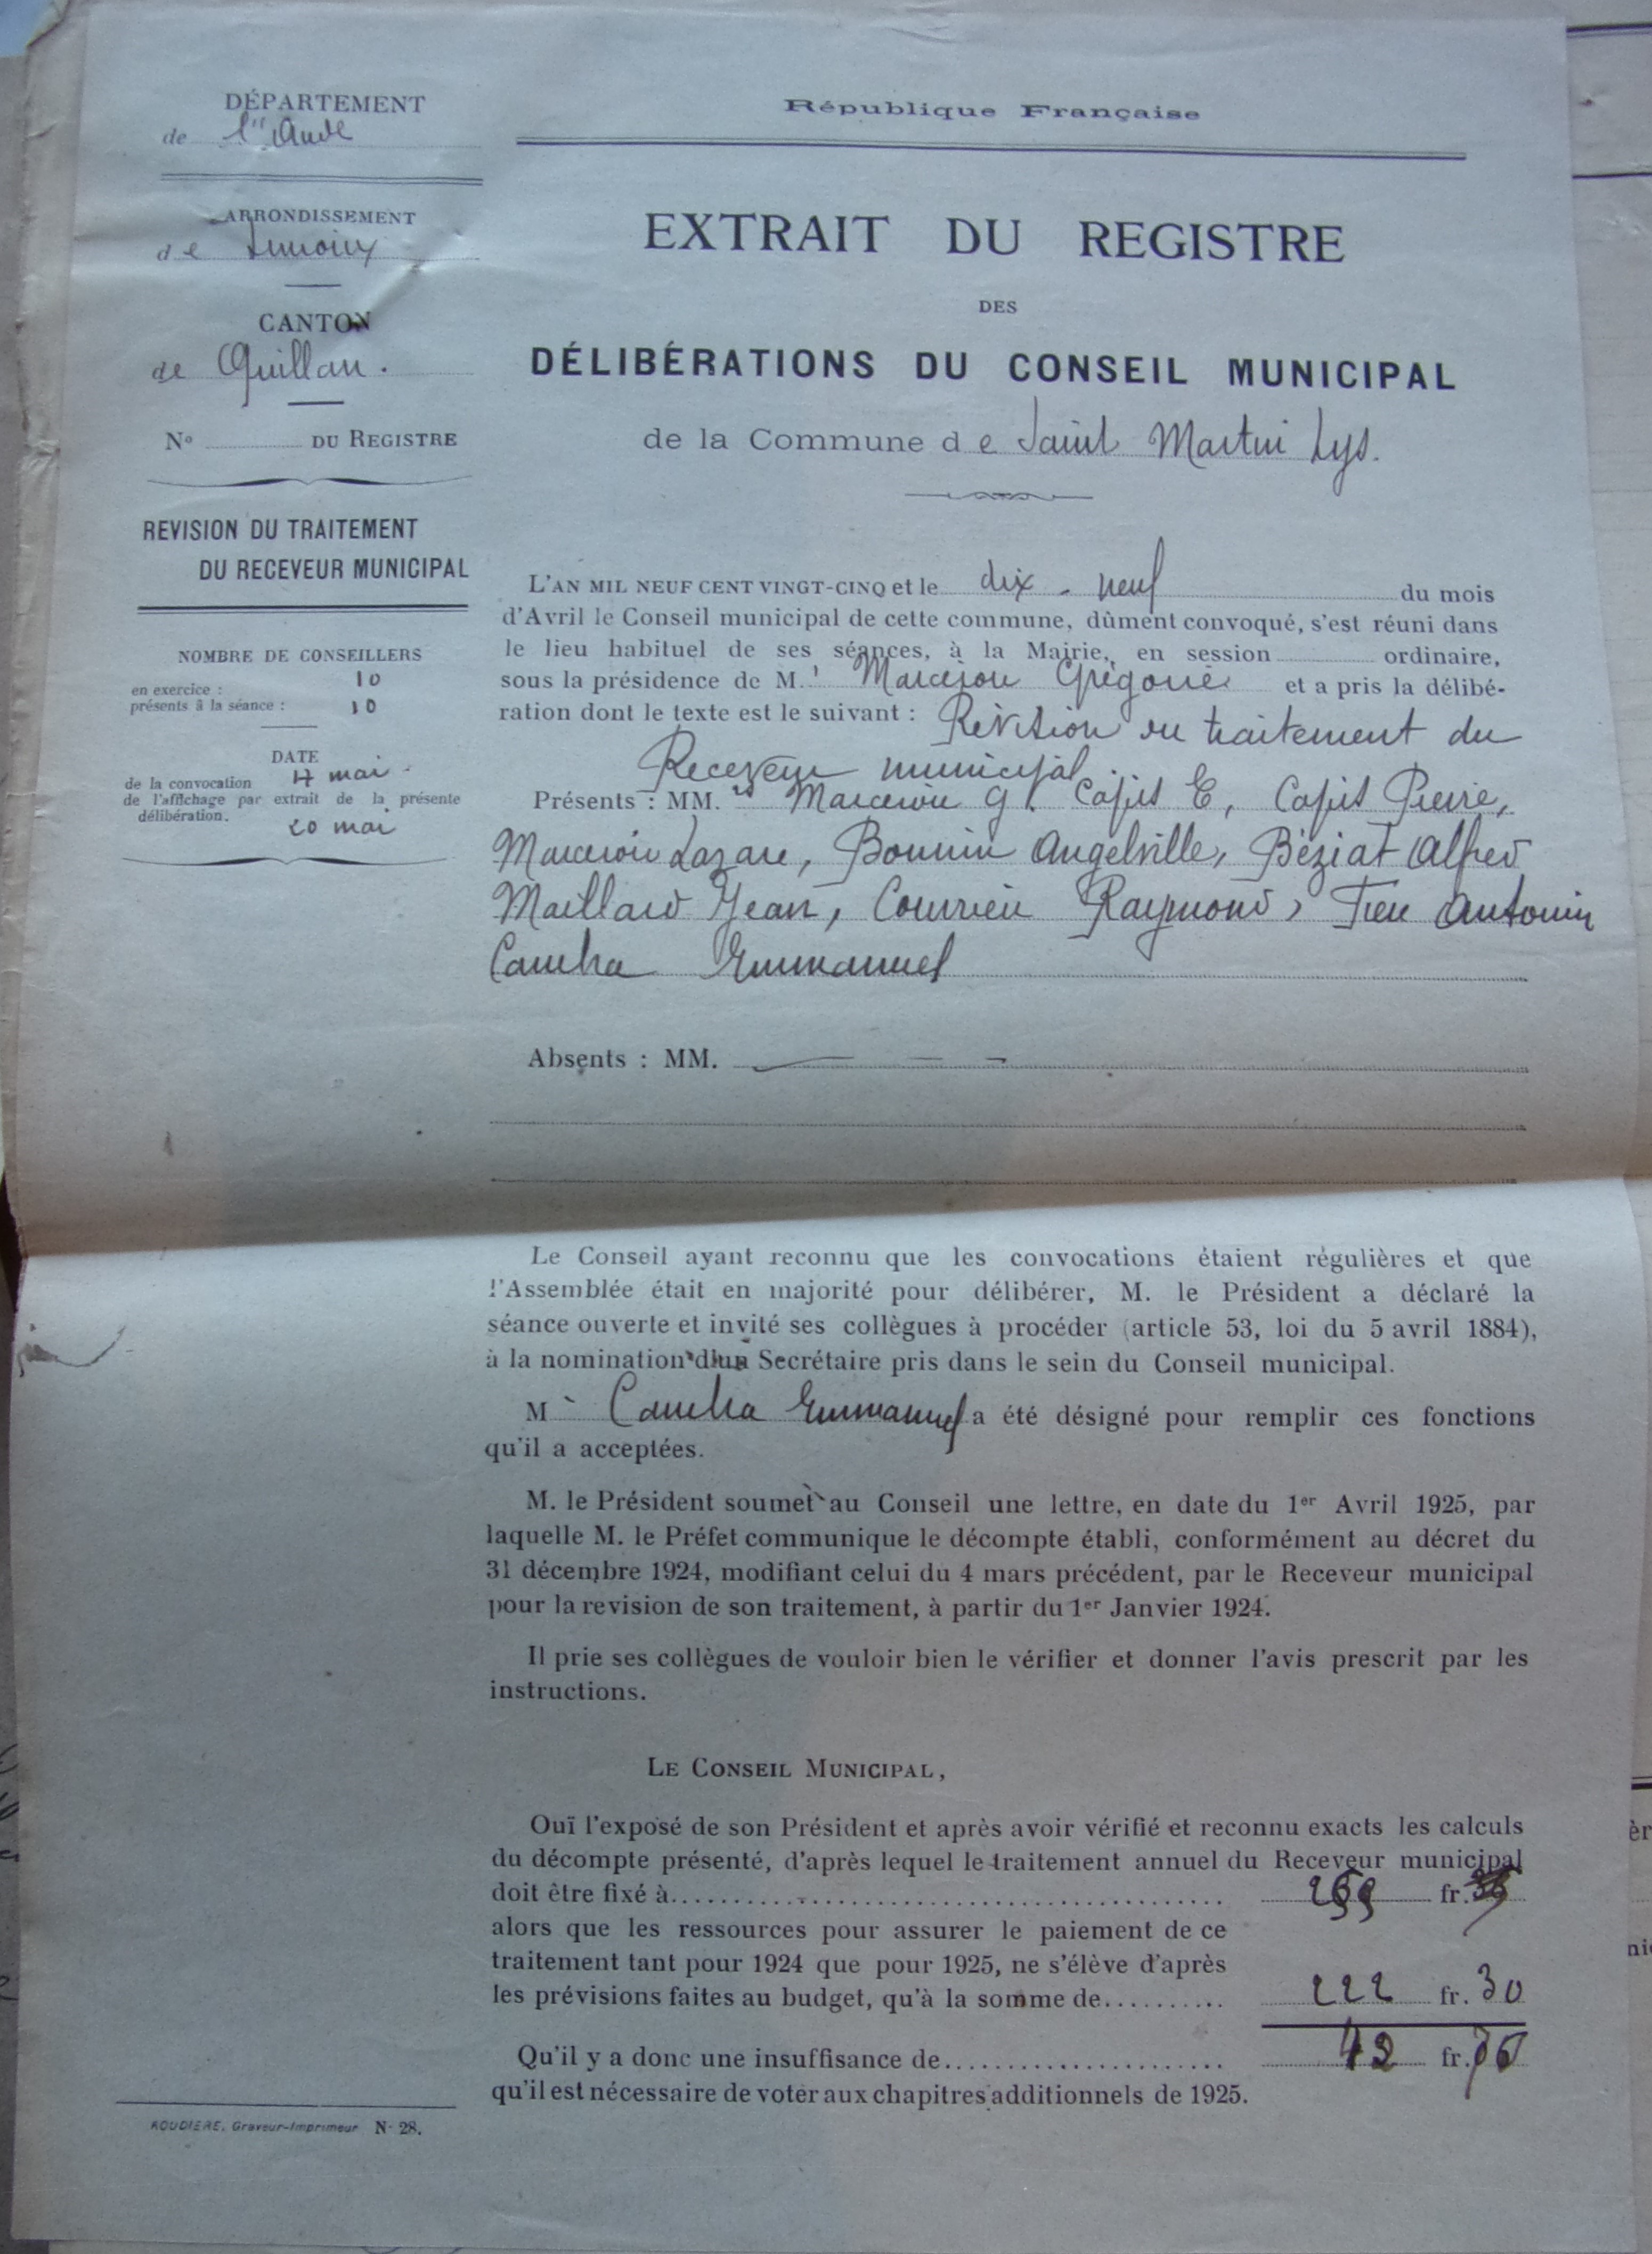 DÉPARTEMENT
de l'Aude
ARRONDISSEMENT
de Limoux
CANTON
de Quillan.
N° DU REGISTRE
REVISION DU TRAITEMENT
DU RECEVEUR MUNICIPAL
NOMBRE DE CONSEILLERS
en exercice : 10
présents à la séance : 10
DATE
de la convocation 4 mai
de l'affichage par extrait de la présente
délibération. 20 mai
République Française
EXTRAIT DU REGISTRE
DES
DÉLIBÉRATIONS DU CONSEIL MUNICIPAL
de la Commune de Saint Martin Lys.
L'AN MIL NEUF CENT VINGT-CINQ et le dix-neuf du mois
d'Avril le Conseil municipal de cette commune, dûment convoqué, s'est réuni dans
le lieu habituel de ses séances, à la Mairie, en session ordinaire,
sous la présidence de M. Marcerou Grégoire et a pris la délibé-
ration dont le texte est le suivant : Révision du traitement du
Receveur municipal
Présents : MM. Marcerou G. Capis E, Capis Pierre,
Marcerou Lazare, Bonnin Angelville, Béziat Alfred
Maillard Jean, Courrieu Raymond, Tieu Antonin
Emmanuel
Absents : MM. — — —
Le Conseil ayant reconnu que les convocations étaient régulières et que
l'Assemblée était en majorité pour délibérer, M. le Président a déclaré la
séance ouverte et invité ses collègues à procéder (article 53, loi du 5 avril 1884),
à la nomination d'un Secrétaire pris dans le sein du Conseil municipal.
M Emmanuel a été désigné pour remplir ces fonctions
qu'il a acceptées.
M. le Président soumet au Conseil une lettre, en date du 1er Avril 1925, par
laquelle M. le Préfet communique le décompte établi, conformément au décret du
31 décembre 1924, modifiant celui du 4 mars précédent, par le Receveur municipal
pour la revision de son traitement, à partir du 1er Janvier 1924.
Il prie ses collègues de vouloir bien le vérifier et donner l'avis prescrit par les
instructions.
LE CONSEIL MUNICIPAL,
Ouï l'exposé de son Président et après avoir vérifié et reconnu exacts les calculs
du décompte présenté, d'après lequel le traitement annuel du Receveur municipal
doit être fixé à........ fr.
alors que les ressources pour assurer le paiement de ce
traitement tant pour 1924 que pour 1925, ne s'élève d'après
les prévisions faites au budget, qu'à la somme de.......... 222 fr. 30
Qu'il y a donc une insuffisance de........ fr.
qu'il est nécessaire de voter aux chapitres additionnels de 1925.
ROUDIERE, Graveur-Imprimeur N° 28.